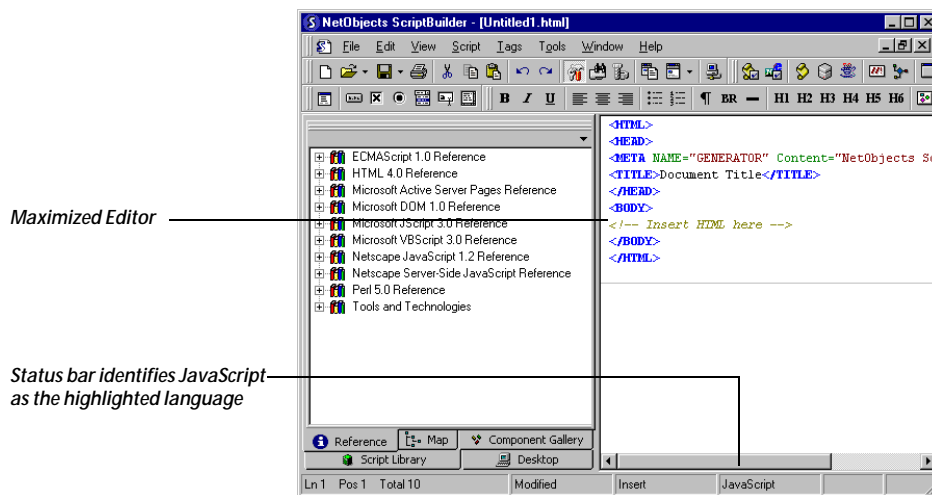 NetObjects ScriptBuilder - [Untitled1.html]
File Edit View Script Tags Tools Window Help
B I U ¶ BR H1 H2 H3 H4 H5 H6
ECMAScript 1.0 Reference
HTML 4.0 Reference
Microsoft Active Server Pages Reference
Microsoft DOM 1.0 Reference
Microsoft JScript 3.0 Reference
Microsoft VBScript 3.0 Reference
Netscape JavaScript 1.2 Reference
Netscape Server-Side JavaScript Reference
Perl 5.0 Reference
Tools and Technologies
<HTML>
<HEAD>
<META NAME="GENERATOR" Content="NetObjects Sc
<TITLE>Document Title</TITLE>
</HEAD>
<BODY>
<!-- Insert HTML here -->
</BODY>
</HTML>
Maximized Editor
Status bar identifies JavaScript
as the highlighted language
Reference Map Component Gallery
Script Library Desktop
Ln 1 Pos 1 Total 10 Modified Insert JavaScript